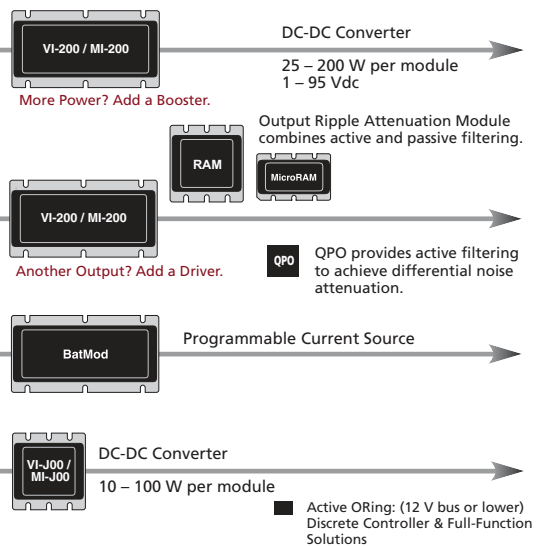 VI-200 / MI-200
DC-DC Converter
25 – 200 W per module
1 – 95 Vdc
More Power? Add a Booster.
Output Ripple Attenuation Module
combines active and passive filtering.
RAM
MicroRAM
VI-200 / MI-200
Another Output? Add a Driver.
QPO
QPO provides active filtering
to achieve differential noise
attenuation.
BatMod
Programmable Current Source
VI-J00 /
MI-J00
DC-DC Converter
10 – 100 W per module
Active ORing: (12 V bus or lower)
Discrete Controller & Full-Function
Solutions